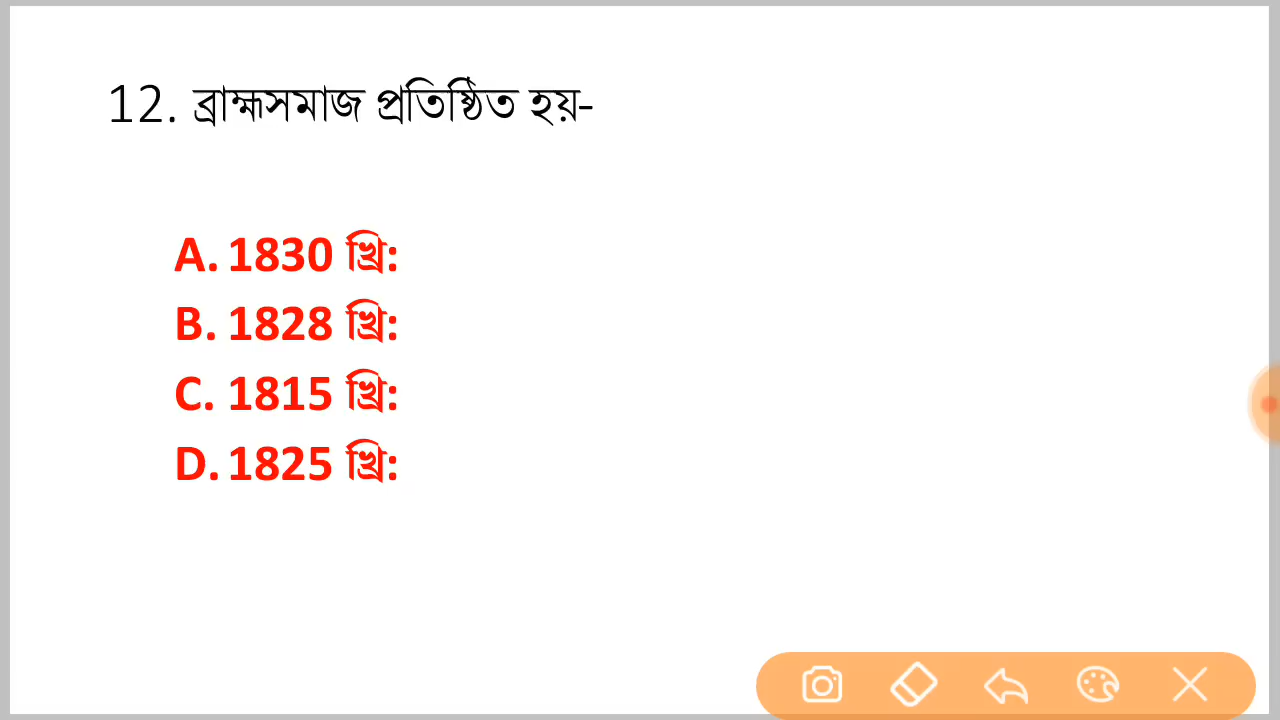 12. ব্রাহ্মসমাজ প্রতিষ্ঠিত হয়-
A. 1830 খ্রি:
B. 1828 খ্রি:
C. 1815 খ্রি:
D. 1825 খ্রি: